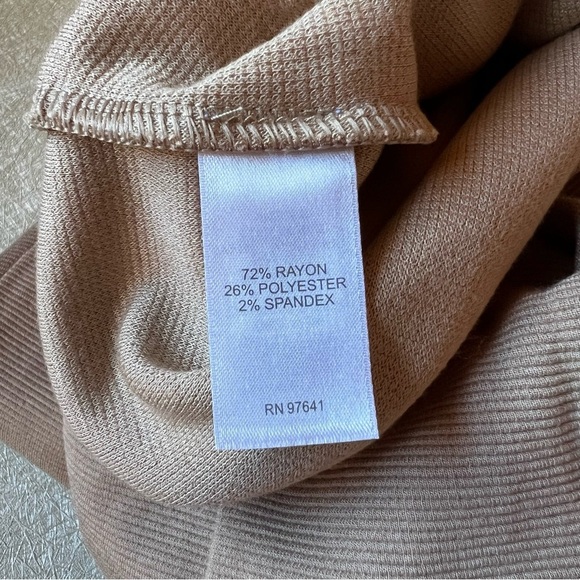 72% RAYON
26% POLYESTER
2% SPANDEX
RN 97641